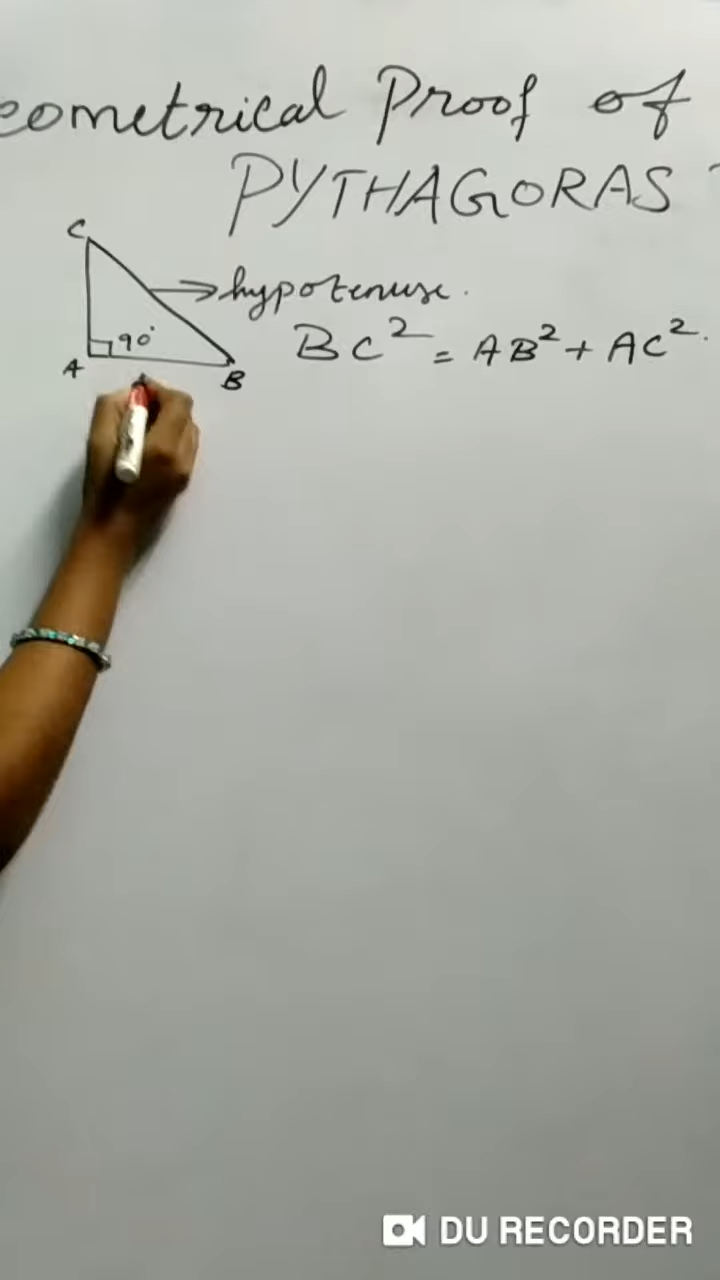 eometrical Proof of
PYTHAGORAS
C
hypotenuse.
90°
BC² = AB² + AC².
A
B
DU RECORDER